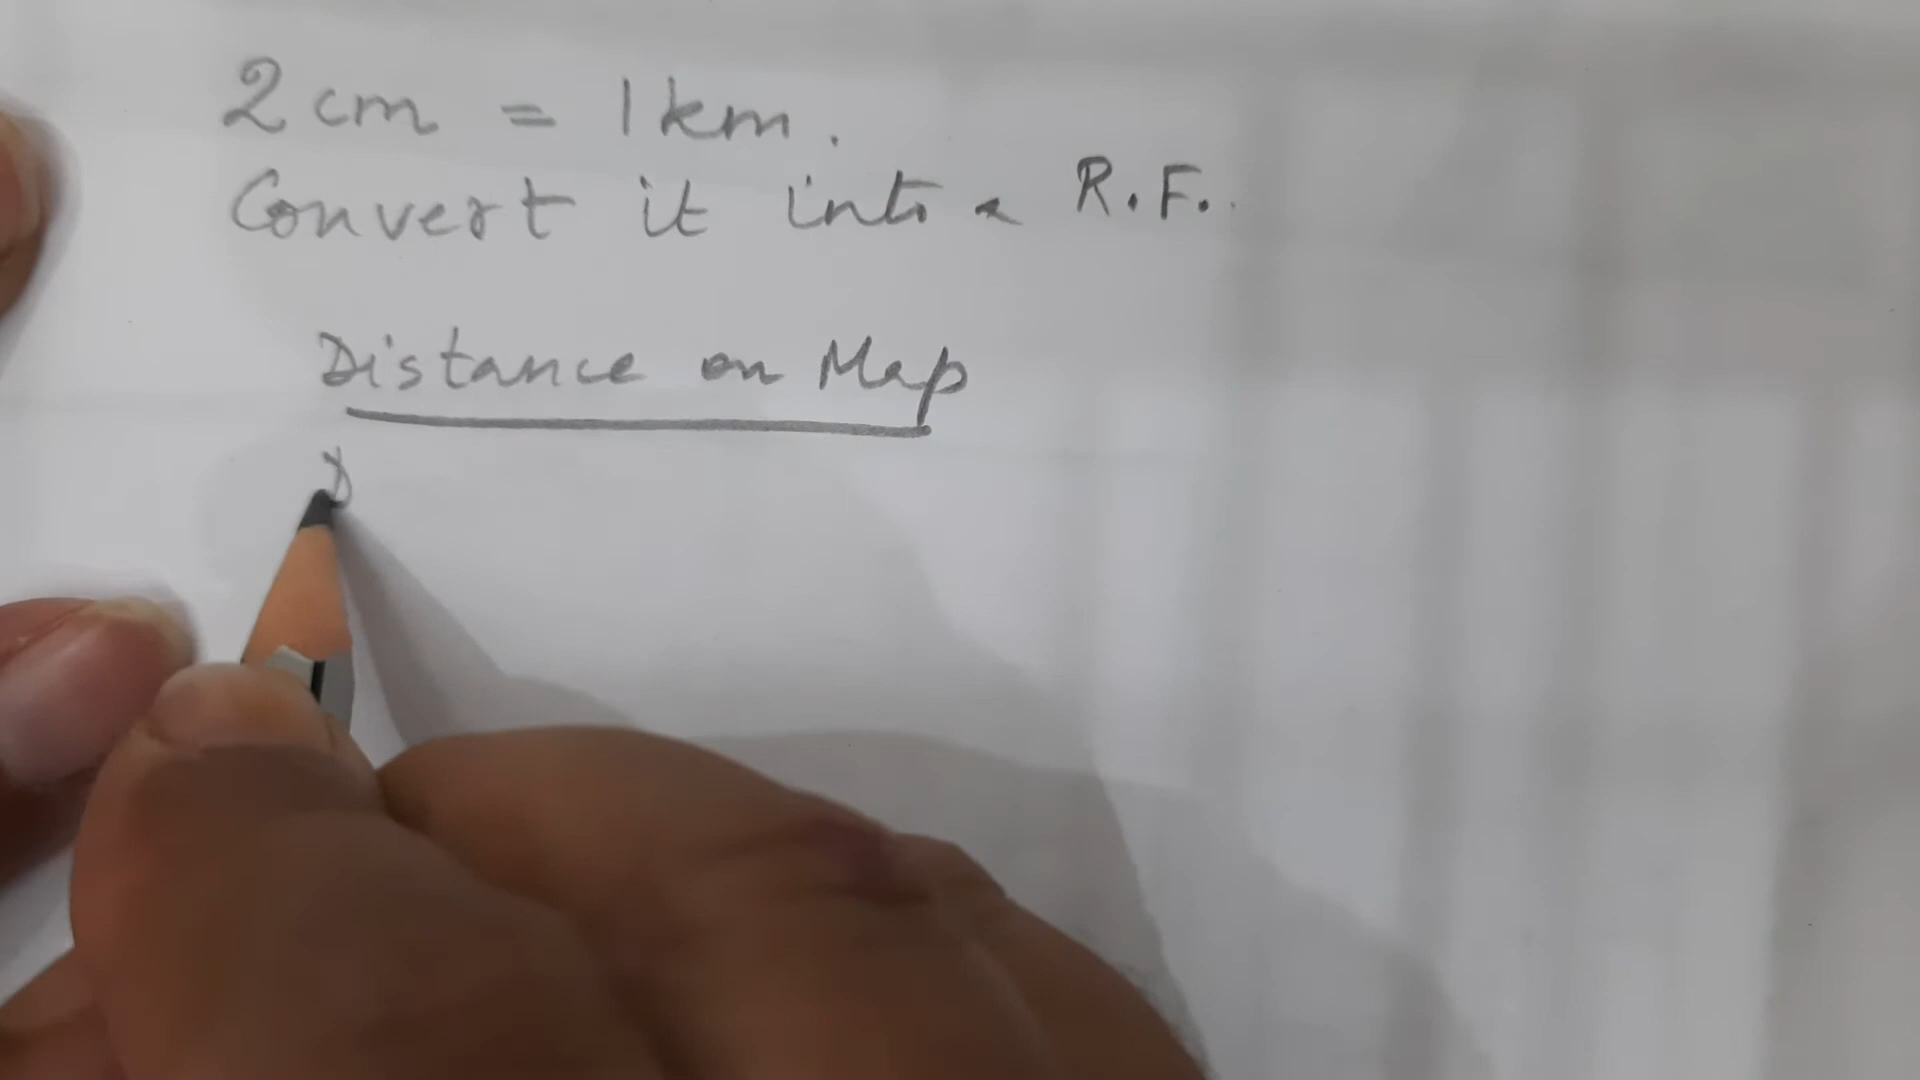 2 cm = 1 km.
Convert it into a R.F.
Distance on Map
D